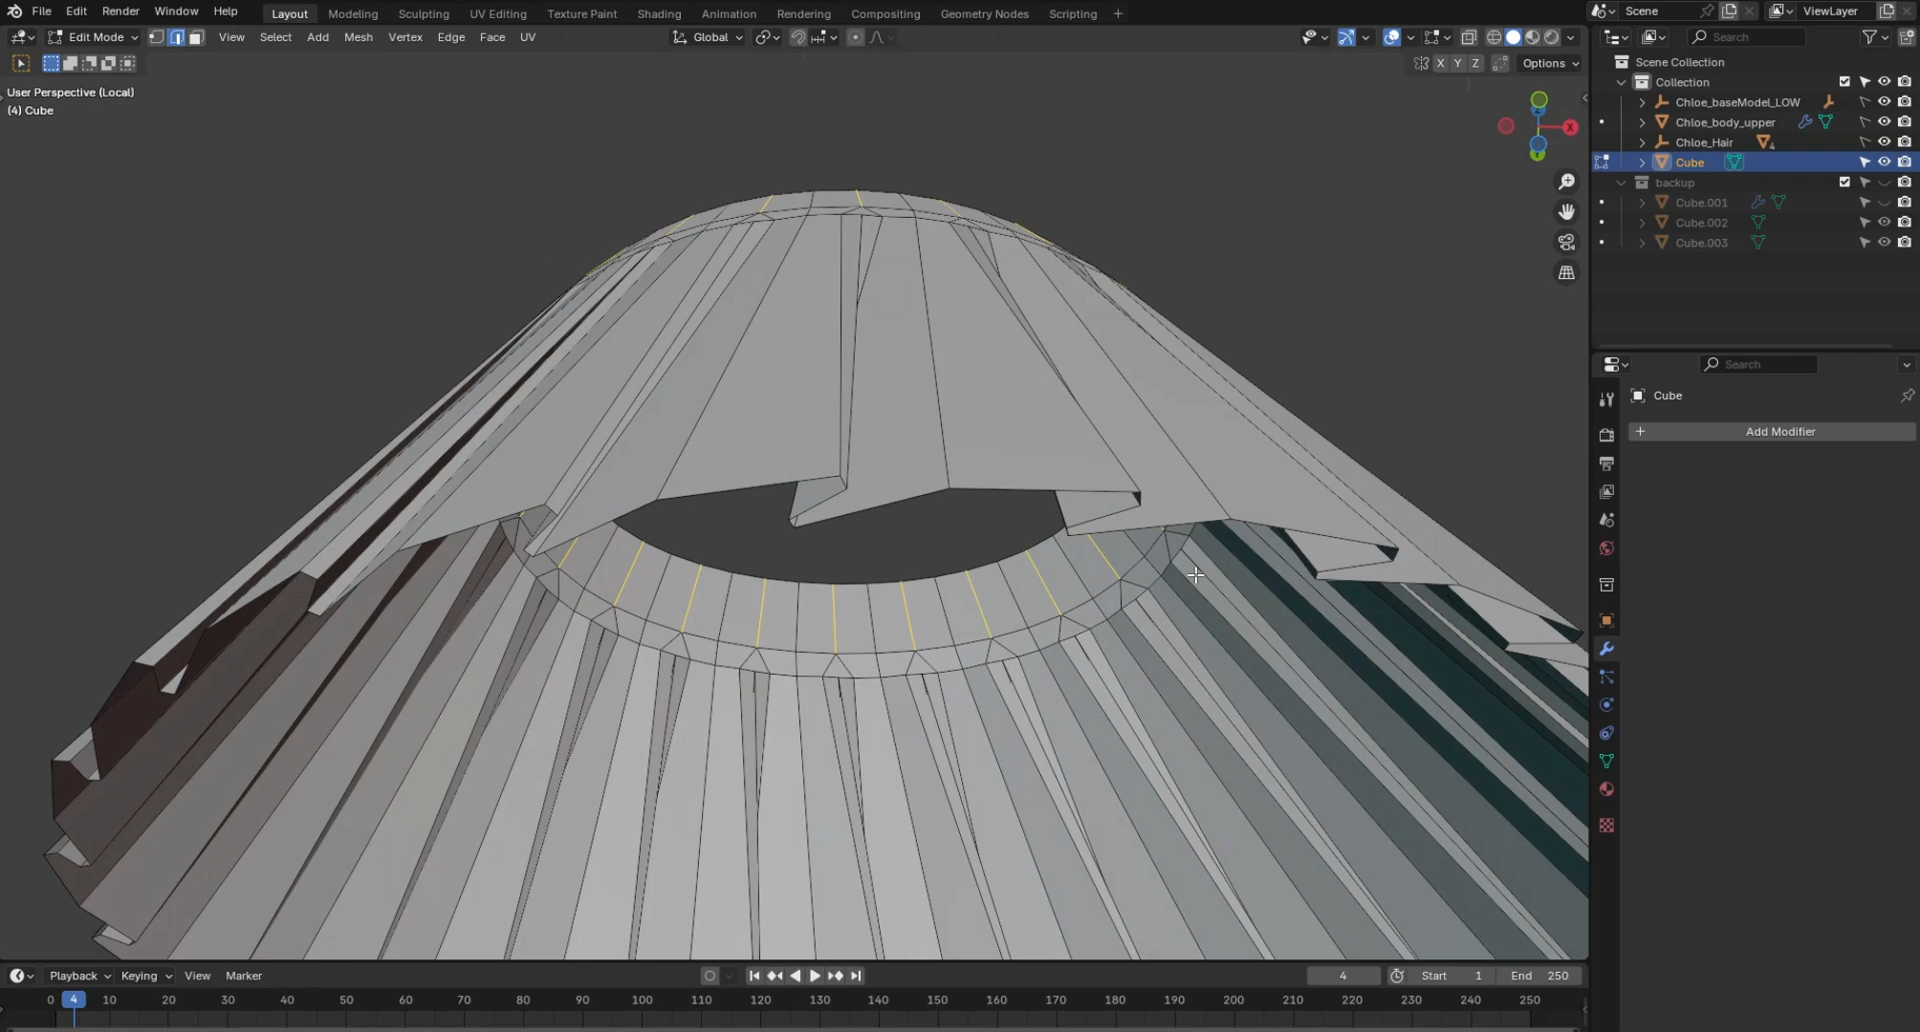 File Edit Render Window Help Layout Modeling Sculpting UV Editing Texture Paint Shading Animation Rendering Compositing Geometry Nodes Scripting + Scene ViewLayer
Edit Mode View Select Add Mesh Vertex Edge Face UV Global Search
X Y Z Options
User Perspective (Local)
(4) Cube
X
Scene Collection
Collection
Chloe_baseModel_LOW
Chloe_body_upper
Chloe_Hair 4
Cube
backup
Cube.001
Cube.002
Cube.003
Search
Cube
+ Add Modifier
Playback Keying View Marker 4 Start 1 End 250
0 4 10 20 30 40 50 60 70 80 90 100 110 120 130 140 150 160 170 180 190 200 210 220 230 240 250